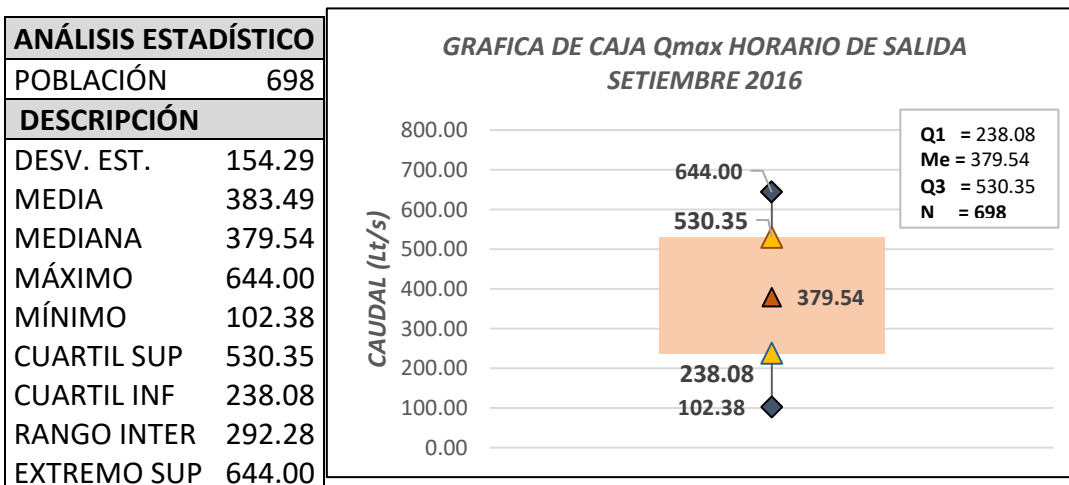 ANÁLISIS ESTADÍSTICO
POBLACIÓN 698
DESCRIPCIÓN
DESV. EST. 154.29
MEDIA 383.49
MEDIANA 379.54
MÁXIMO 644.00
MÍNIMO 102.38
CUARTIL SUP 530.35
CUARTIL INF 238.08
RANGO INTER 292.28
EXTREMO SUP 644.00
GRAFICA DE CAJA Qmax HORARIO DE SALIDA
SETIEMBRE 2016
Q1 = 238.08
Me = 379.54
Q3 = 530.35
N = 698
CAUDAL (Lt/s)
800.00
700.00
600.00
500.00
400.00
300.00
200.00
100.00
0.00
644.00
530.35
379.54
238.08
102.38